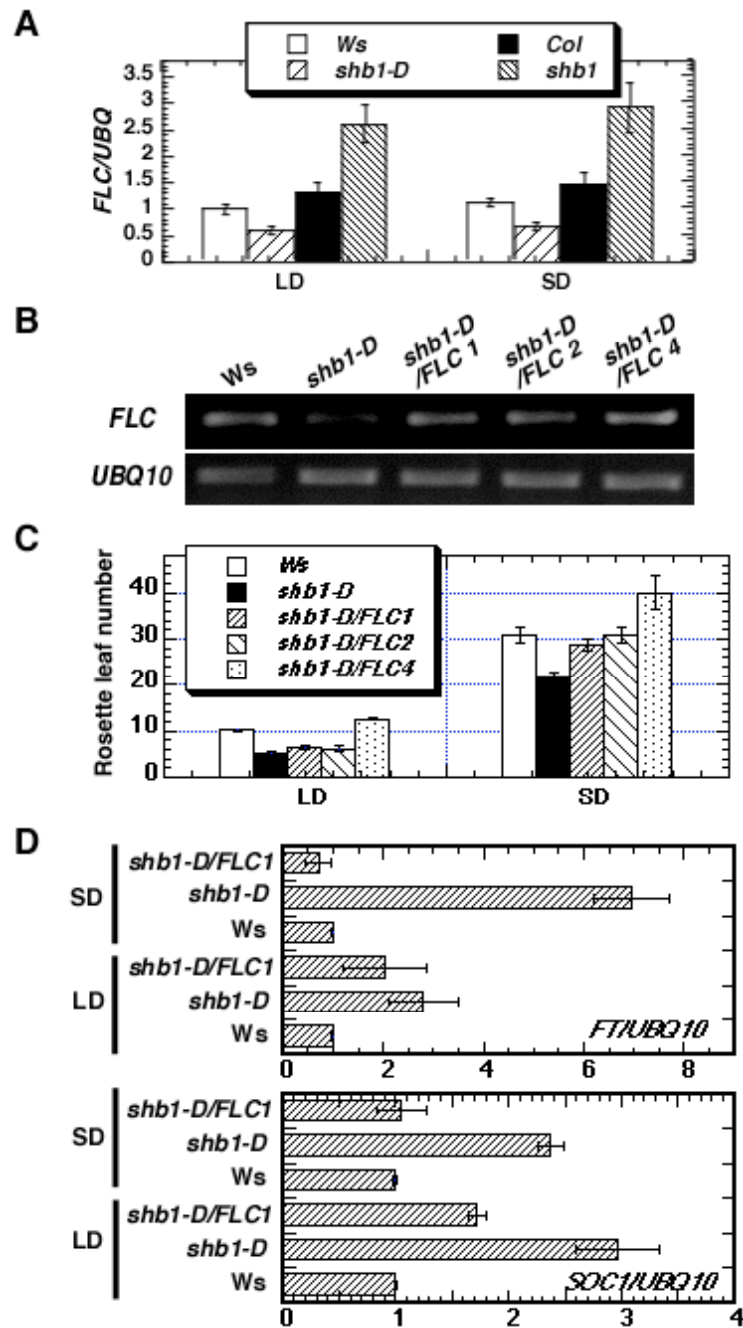 A
Ws Col
shb1-D shb1
FLC/UBQ
3.5
3
2.5
2
1.5
1
0.5
0
LD SD
B
Ws shb1-D shb1-D/FLC 1 shb1-D/FLC 2 shb1-D/FLC 4
FLC
UBQ10
C
Ws
shb1-D
shb1-D/FLC1
shb1-D/FLC2
shb1-D/FLC4
Rosette leaf number
40
30
20
10
0
LD SD
D
SD
shb1-D/FLC1
shb1-D
Ws
LD
shb1-D/FLC1
shb1-D
Ws
FT/UBQ10
0 2 4 6 8
SD
shb1-D/FLC1
shb1-D
Ws
LD
shb1-D/FLC1
shb1-D
Ws
SOC1/UBQ10
0 1 2 3 4